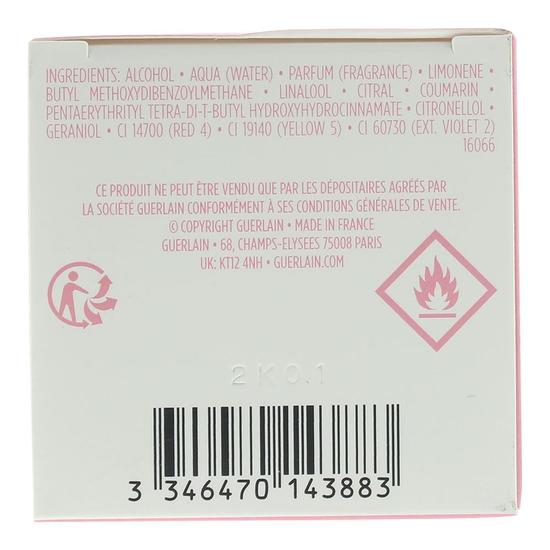 INGREDIENTS: ALCOHOL • AQUA (WATER) • PARFUM (FRAGRANCE) • LIMONENE •
BUTYL METHOXYDIBENZOYLMETHANE • LINALOOL • CITRAL • COUMARIN •
PENTAERYTHRITYL TETRA-DI-T-BUTYL HYDROXYHYDROCINNAMATE • CITRONELLOL •
GERANIOL • CI 14700 (RED 4) • CI 19140 (YELLOW 5) • CI 60730 (EXT. VIOLET 2)
16066
CE PRODUIT NE PEUT ÊTRE VENDU QUE PAR LES DÉPOSITAIRES AGRÉÉS PAR
LA SOCIÉTÉ GUERLAIN CONFORMÉMENT À SES CONDITIONS GÉNÉRALES DE VENTE.
© COPYRIGHT GUERLAIN • MADE IN FRANCE
GUERLAIN • 68, CHAMPS-ELYSEES 75008 PARIS
UK: KT12 4NH • GUERLAIN.COM
2K0.1
3 346470 143883